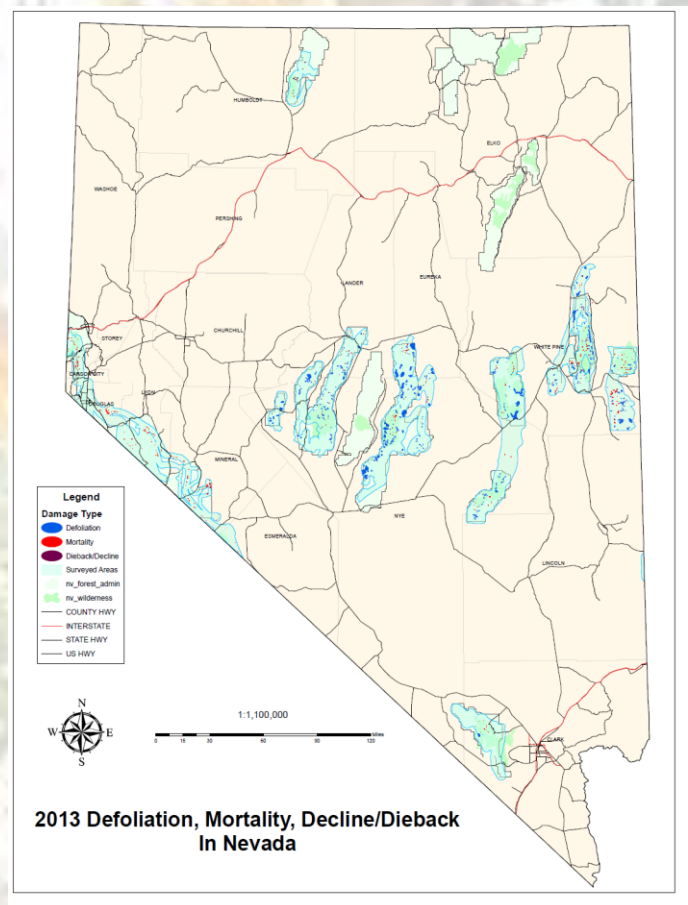 HUMBOLDT
ELKO
WASHOE
PERSHING
LANDER
EUREKA
CHURCHILL
STOREY
WHITE PINE
CARSON CITY
LYON
DOUGLAS
MINERAL
NYE
ESMERALDA
LINCOLN
CLARK
Legend
Damage Type
Defoliation
Mortality
Dieback/Decline
Surveyed Areas
nv_forest_admin
nv_wilderness
COUNTY HWY
INTERSTATE
STATE HWY
US HWY
N
W E
S
1:1,100,000
0 15 30 60 90 120 Miles
2013 Defoliation, Mortality, Decline/Dieback
In Nevada